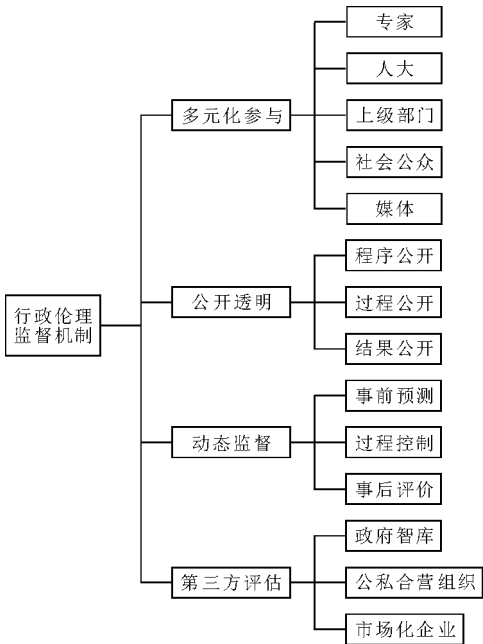 行政伦理
监督机制
多元化参与
专家
人大
上级部门
社会公众
媒体
公开透明
程序公开
过程公开
结果公开
动态监督
事前预测
过程控制
事后评价
第三方评估
政府智库
公私合营组织
市场化企业